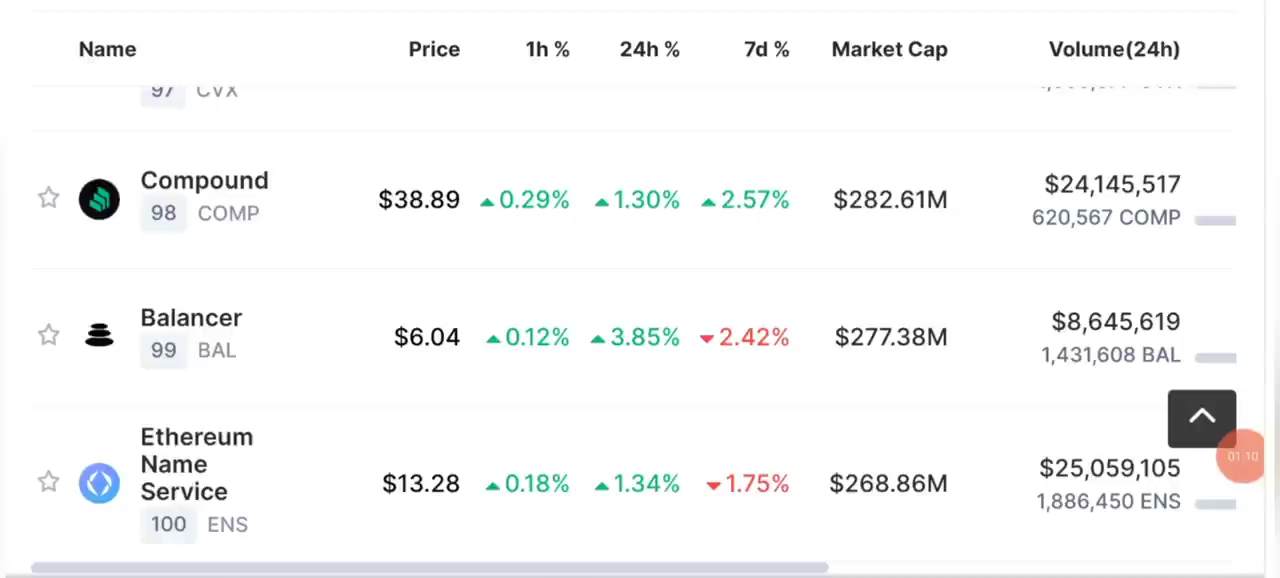 Name Price 1h % 24h % 7d % Market Cap Volume(24h)
97 CVX
Compound
98 COMP
$38.89 0.29% 1.30% 2.57% $282.61M
$24,145,517
620,567 COMP
Balancer
99 BAL
$6.04 0.12% 3.85% 2.42% $277.38M
$8,645,619
1,431,608 BAL
Ethereum
Name
Service
100 ENS
$13.28 0.18% 1.34% 1.75% $268.86M
$25,059,105
1,886,450 ENS
01:10